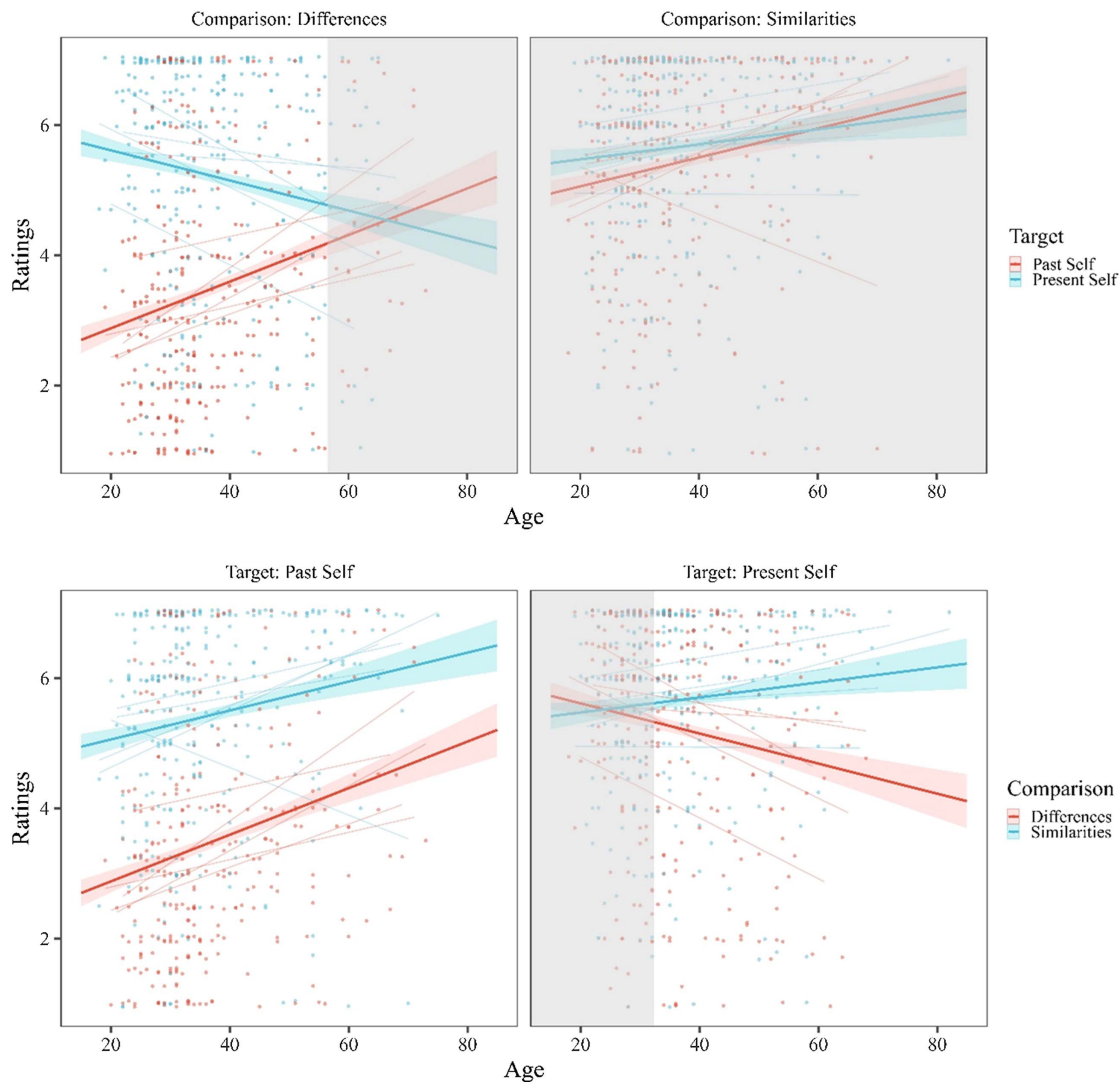 Comparison: Differences
Comparison: Similarities
6
4
2
Ratings
20 40 60 80
20 40 60 80
Age
Target
Past Self
Present Self
Target: Past Self
Target: Present Self
6
4
2
Ratings
20 40 60 80
20 40 60 80
Age
Comparison
Differences
Similarities